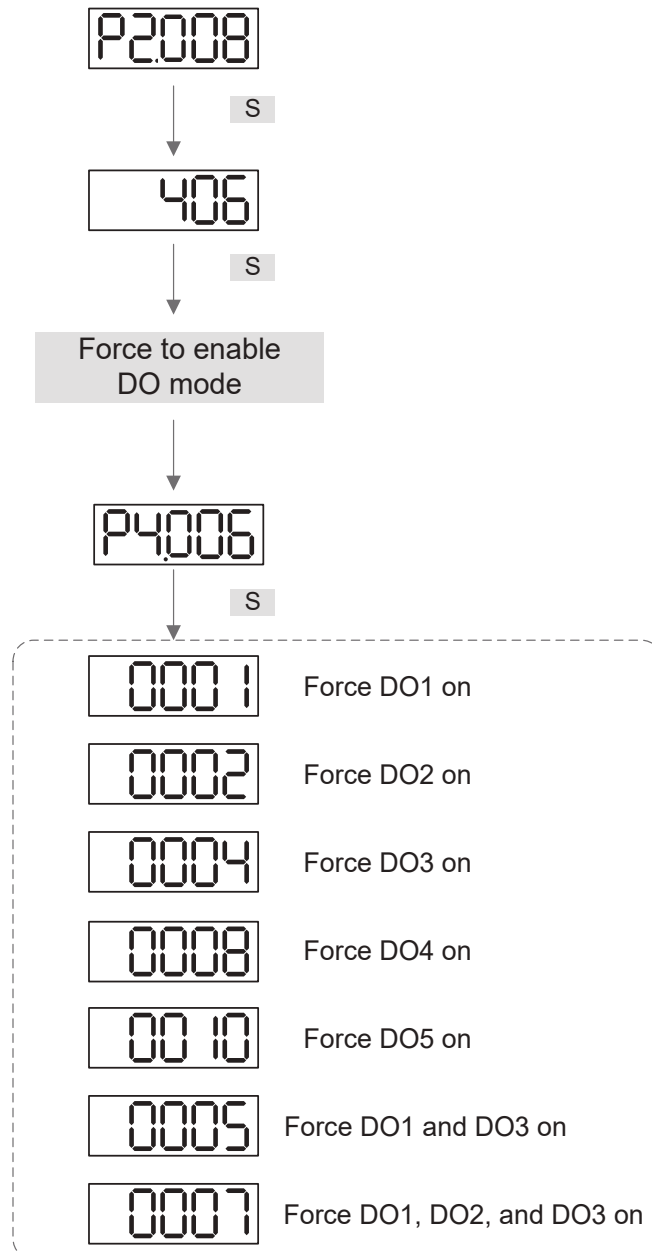 P2.008
S
406
S
Force to enable
DO mode
P4.006
S
0001 Force DO1 on
0002 Force DO2 on
0004 Force DO3 on
0008 Force DO4 on
0010 Force DO5 on
0005 Force DO1 and DO3 on
0007 Force DO1, DO2, and DO3 on